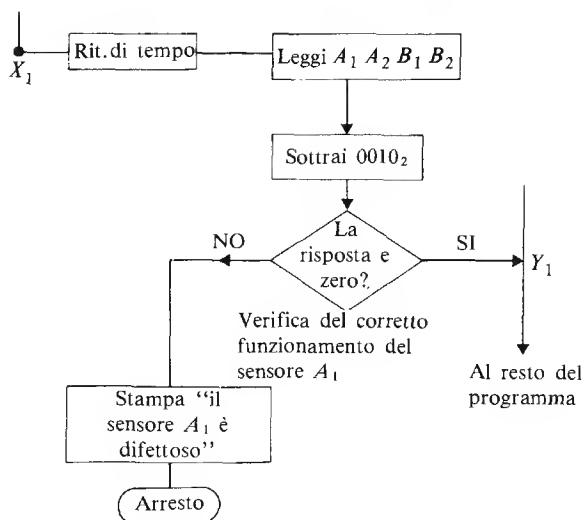 X₁
Rit. di tempo
Leggi A₁ A₂ B₁ B₂
Sottrai 0010₂
La
risposta e
zero?
NO
SI
Y₁
Verifica del corretto
funzionamento del
sensore A₁
Al resto del
programma
Stampa “il
sensore A₁ è
difettoso”
Arresto